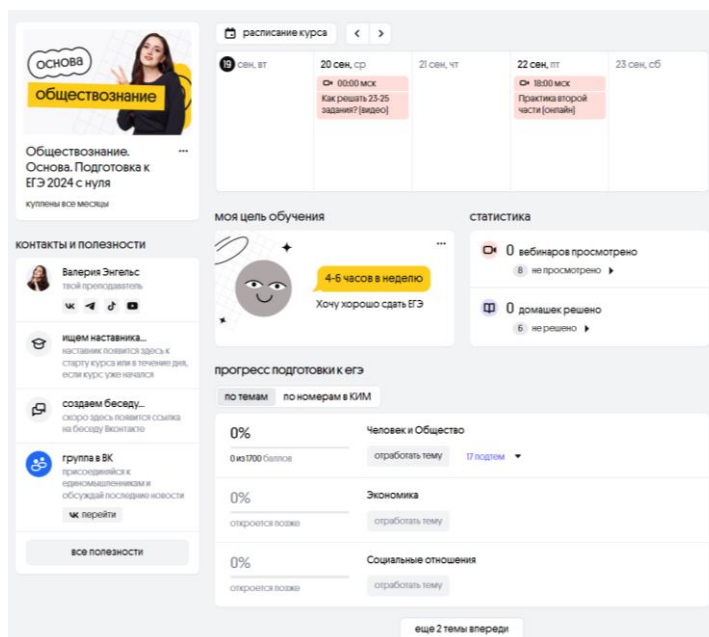 основа
обществознание
Обществознание.
Основа. Подготовка к
ЕГЭ 2024 с нуля
...
куплены все месяцы
контакты и полезности
Валерия Энгельс
твой преподаватель
ищем наставника...
наставник появится здесь к
старту курса или в течение дня,
если курс уже начался
создаем беседу...
скоро здесь появится ссылка
на беседу Вконтакте
группа в ВК
присоединяйся к
единомышленникам и
обсуждай последние новости
перейти
все полезности
расписание курса
19 сен, вт
20 сен, ср
21 сен, чт
22 сен, пт
23 сен, сб
00:00 мск
Как решать 23-25
задания? (видео)
18:00 мск
Практика второй
части (онлайн)
моя цель обучения
...
4-6 часов в неделю
Хочу хорошо сдать ЕГЭ
статистика
0 вебинаров просмотрено
8 не просмотрено
0 домашек решено
6 не решено
прогресс подготовки к егэ
по темам
по номерам в КИМ
0%
Человек и Общество
0 из 1700 баллов
отработать тему
17 подтем
0%
Экономика
откроется позже
отработать тему
0%
Социальные отношения
откроется позже
отработать тему
еще 2 темы впереди